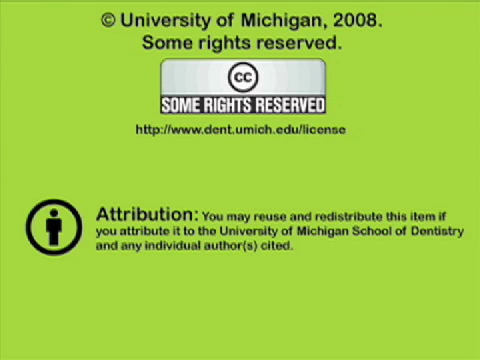 © University of Michigan, 2008.
Some rights reserved.
cc
SOME RIGHTS RESERVED
http://www.dent.umich.edu/license
Attribution: You may reuse and redistribute this item if
you attribute it to the University of Michigan School of Dentistry
and any individual author(s) cited.